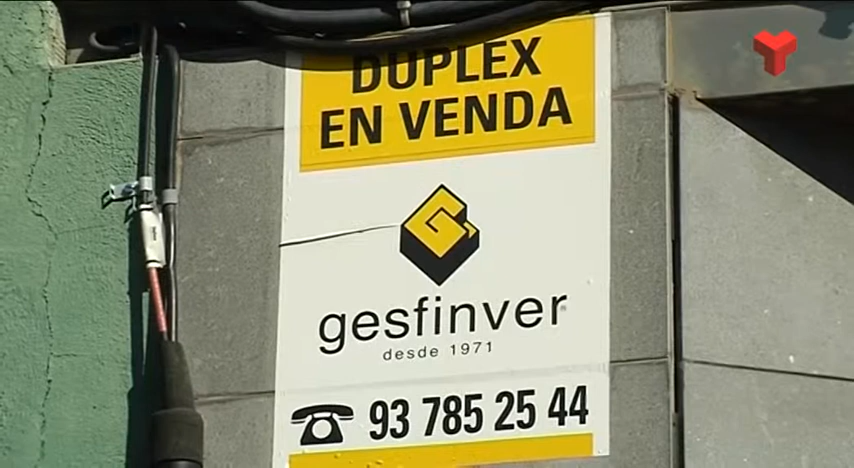 DUPLEX
EN VENDA
gesfinver
desde 1971
93 785 25 44